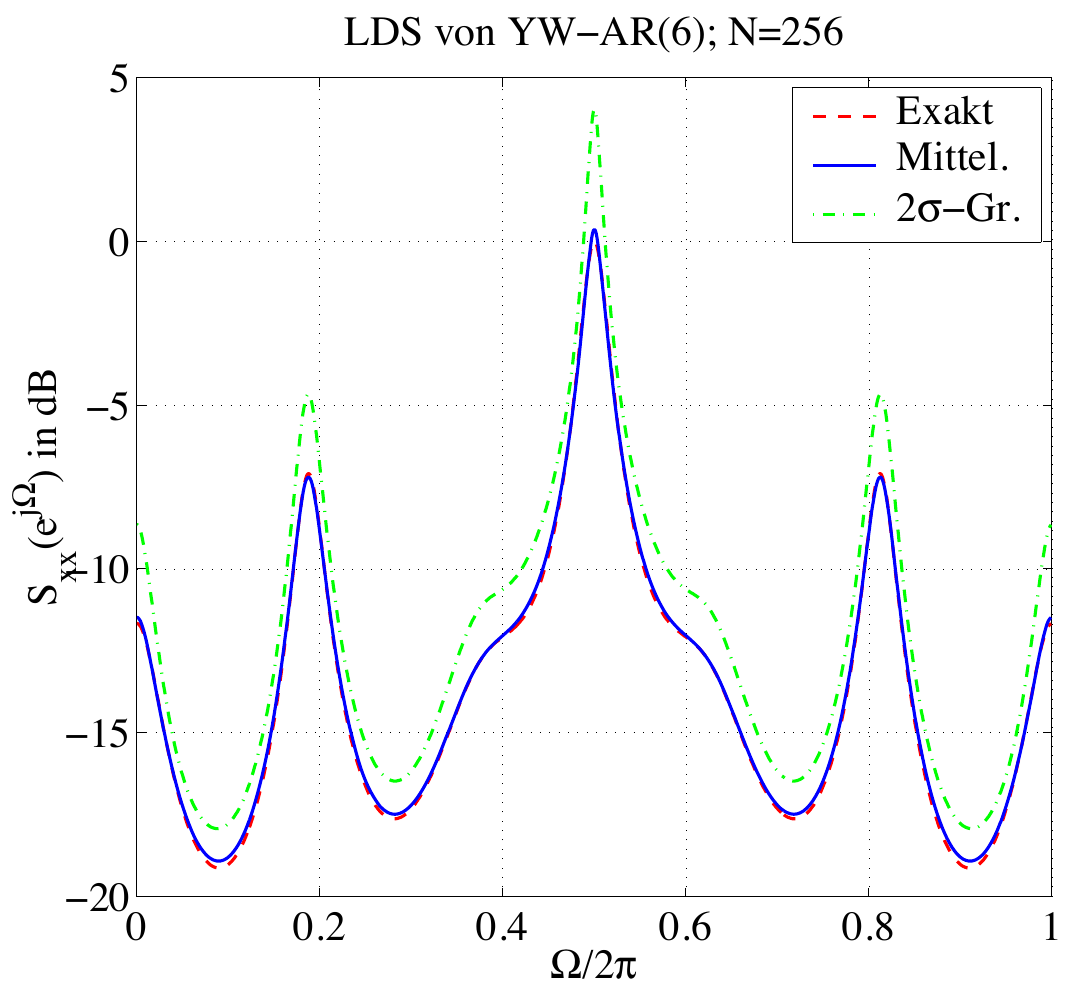 LDS von YW−AR(6); N=256
Exakt
Mittel.
2σ−Gr.
5
0
−5
−10
−15
−20
S_xx(e^jΩ) in dB
0
0.2
0.4
0.6
0.8
1
Ω/2π